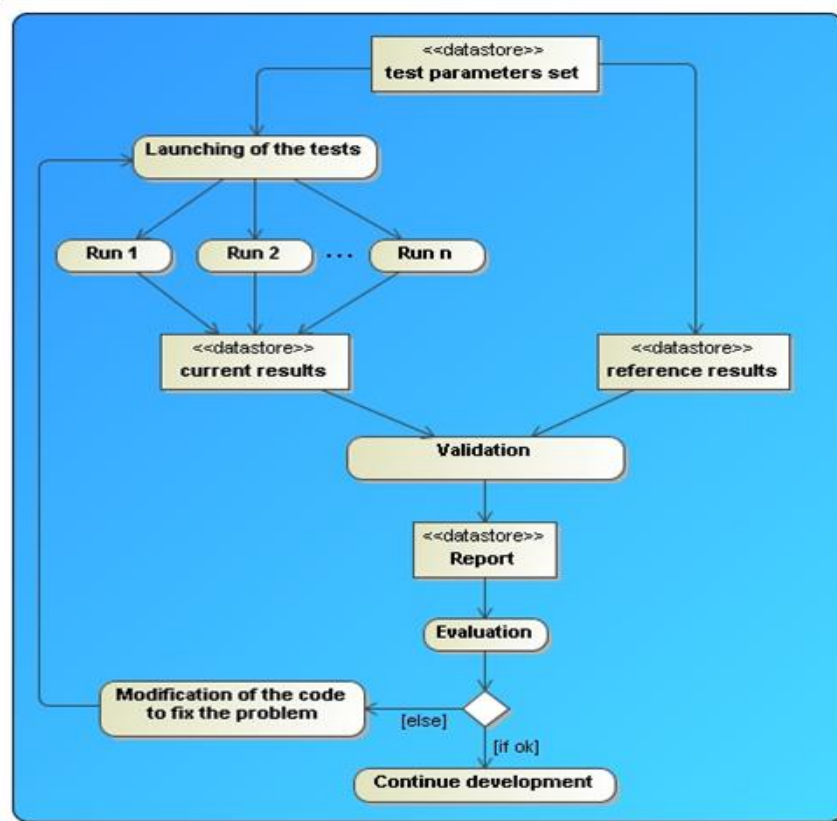 <<datastore>>
test parameters set
Launching of the tests
Run 1
Run 2
...
Run n
<<datastore>>
current results
<<datastore>>
reference results
Validation
<<datastore>>
Report
Evaluation
Modification of the code
to fix the problem
[else]
[if ok]
Continue development